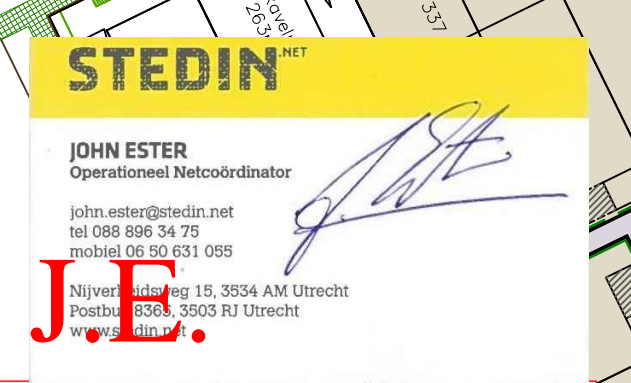 337
STEDIN.NET
JOHN ESTER
Operationeel Netcoördinator
john.ester@stedin.net
tel 088 896 34 75
mobiel 06 50 631 055
Nijverheidsweg 15, 3534 AM Utrecht
Postbus 8365, 3503 RJ Utrecht
www.stedin.net
J.E.